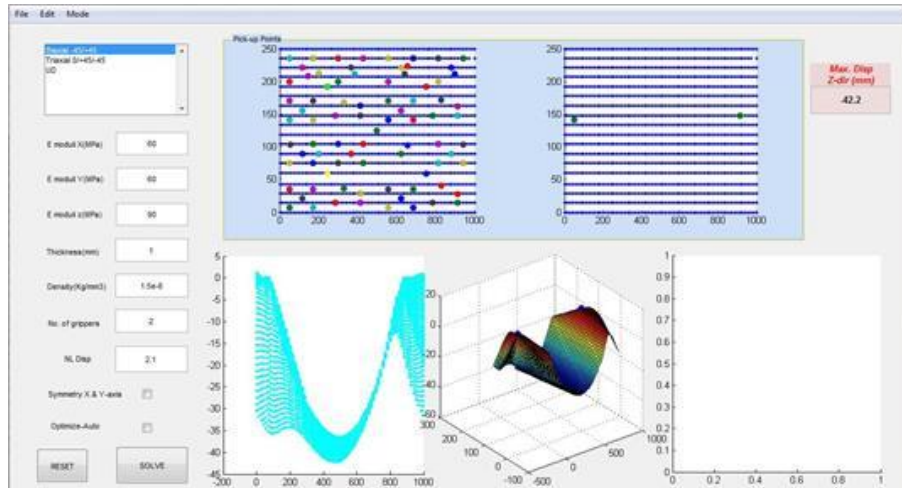 File Edit Mode
Biaxial -45/+45
Triaxial 0/+45/-45
UD
E moduli X(MPa) 60
E moduli Y(MPa) 60
E moduli z(MPa) 90
Thickness(mm) 1
Density(Kg/mm3) 1.5e-6
No. of grippers 2
NL Disp 2.1
Symmetry X & Y-axis
Optimize-Auto
RESET SOLVE
Pick-up Points
250
200
150
100
50
0
0 200 400 600 800 1000
250
200
150
100
50
0
0 200 400 600 800 1000
Max. Disp
Z-dir (mm)
-42.2
5
0
-5
-10
-15
-20
-25
-30
-35
-40
-45
-200 0 200 400 600 800 1000
20
0
-20
-40
-60
300
200
100
0
-100
-500
0
500
1000
1
0.9
0.8
0.7
0.6
0.5
0.4
0.3
0.2
0.1
0
0 0.2 0.4 0.6 0.8 1